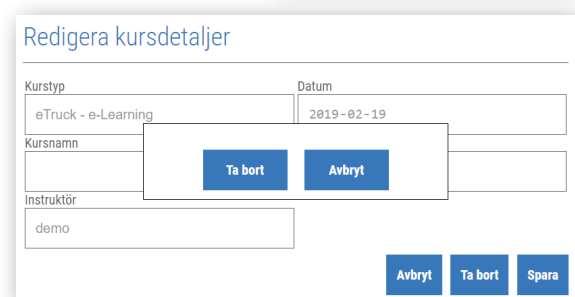 Redigera kursdetaljer
Kurstyp
Datum
eTruck - e-Learning
2019-02-19
Kursnamn
Ta bort
Avbryt
Instruktör
demo
Avbryt
Ta bort
Spara